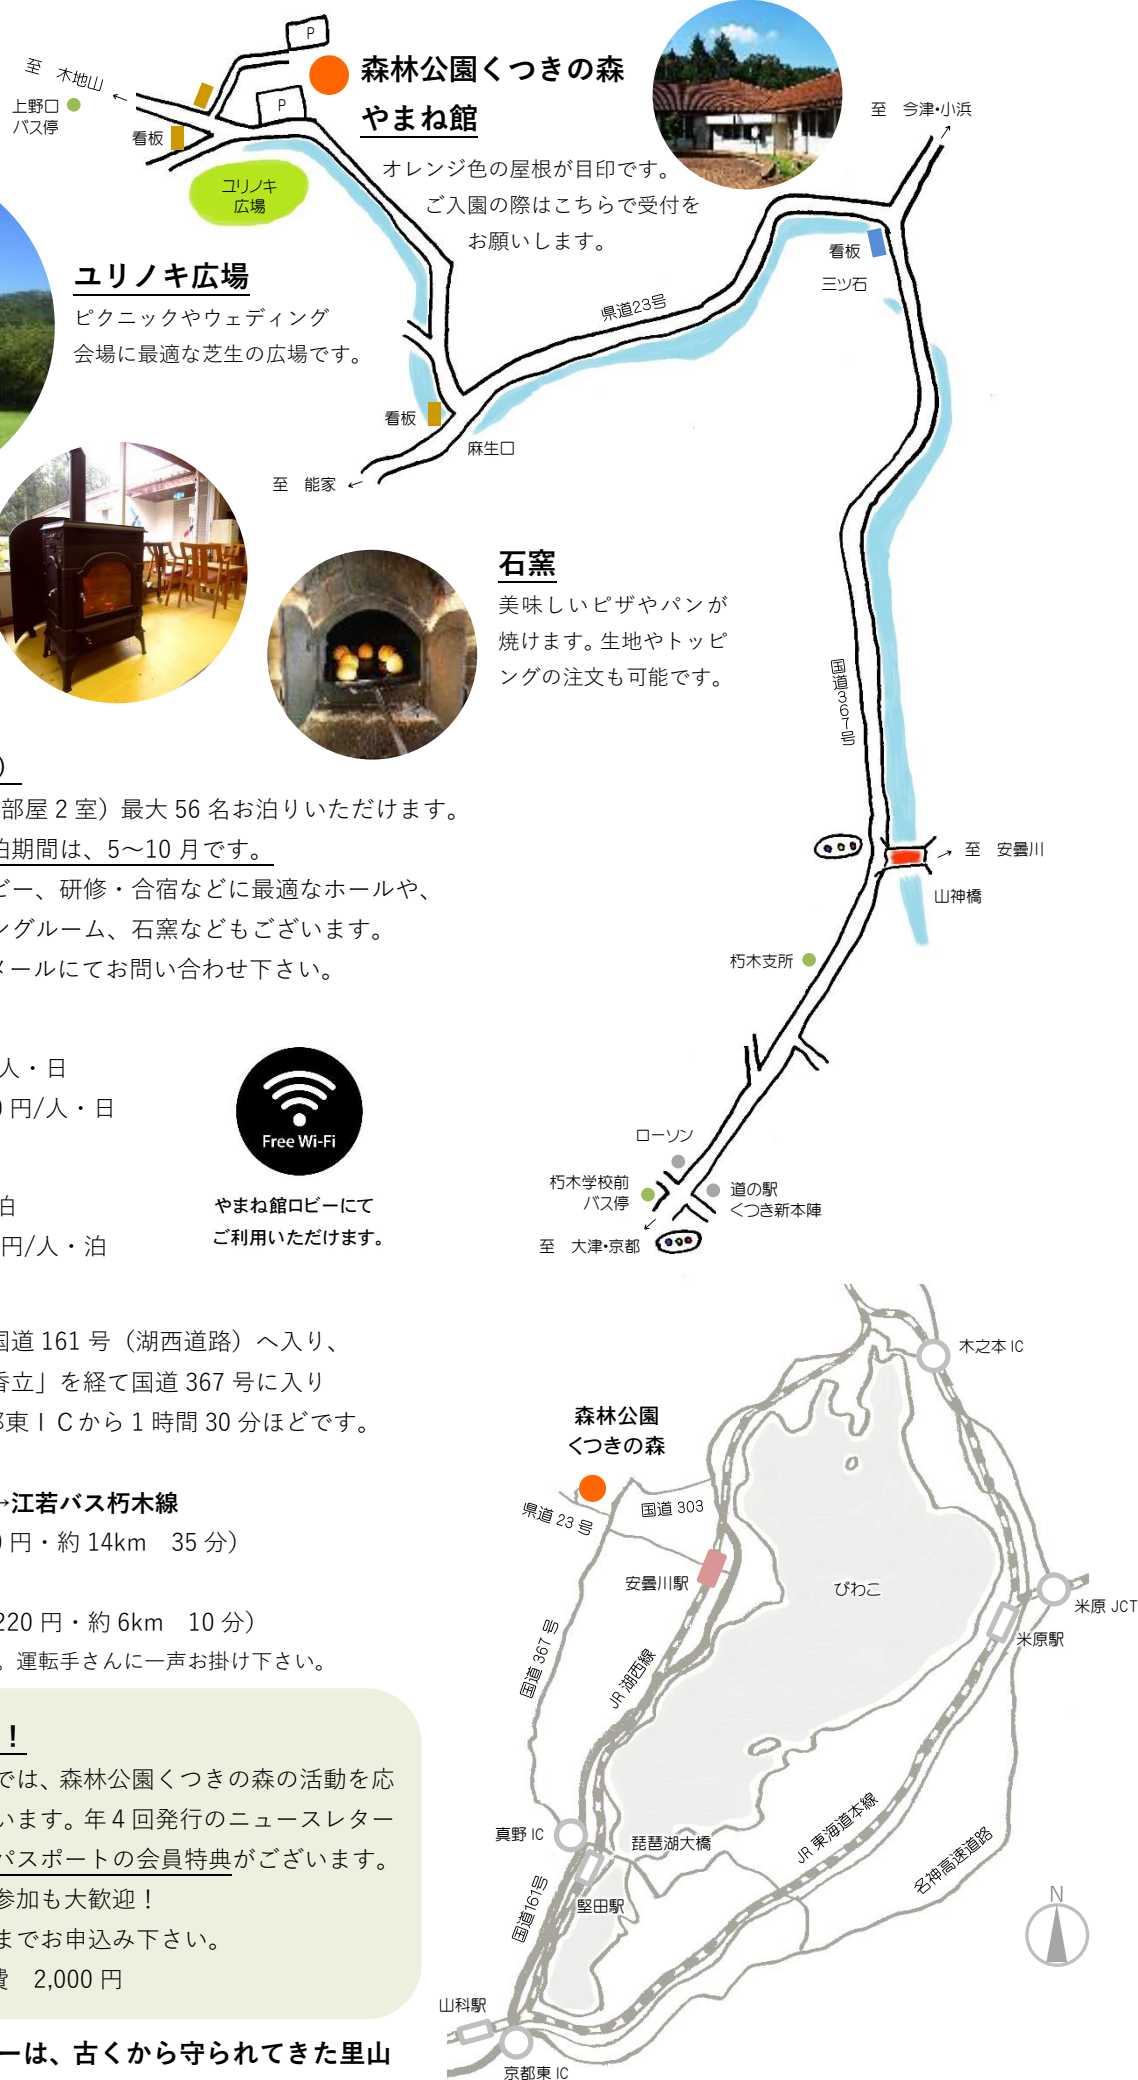 P
至 木地山
上野口
バス停
看板
P
森林公園くつきの森
やまね館
オレンジ色の屋根が目印です。
ご入園の際はこちらで受付を
お願いします。
至 今津・小浜
ユリノキ
広場
看板
三ツ石
ユリノキ広場
ピクニックやウェディング
会場に最適な芝生の広場です。
県道23号
看板
麻生口
至 能家
石窯
美味しいピザやパンが
焼けます。生地やトッピ
ングの注文も可能です。
国道367号
)
部屋 2 室）最大 56 名お泊りいただけます。
泊期間は、5～10 月です。
ビー、研修・合宿などに最適なホールや、
ングルーム、石窯などもございます。
メールにてお問い合わせ下さい。
至 安曇川
山神橋
朽木支所
人・日
円/人・日
Free Wi-Fi
やまね館ロビーにて
ご利用いただけます。
泊
円/人・泊
ローソン
朽木学校前
バス停
道の駅
くつき新本陣
至 大津・京都
国道 161 号（湖西道路）へ入り、
香立」を経て国道 367 号に入り
都東ＩＣから 1 時間 30 分ほどです。
→江若バス朽木線
0 円・約 14km 35 分）
220 円・約 6km 10 分）
。運転手さんに一声お掛け下さい。
！
では、森林公園くつきの森の活動を応
います。年 4 回発行のニュースレター
パスポートの会員特典がございます。
参加も大歓迎！
までお申込み下さい。
費 2,000 円
ーは、古くから守られてきた里山
木之本 IC
森林公園
くつきの森
県道 23 号
国道 303
安曇川駅
びわこ
米原 JCT
米原駅
国道 367 号
JR 湖西線
真野 IC
琵琶湖大橋
JR 東海道本線
名神高速道路
国道161号
堅田駅
N
山科駅
京都東 IC